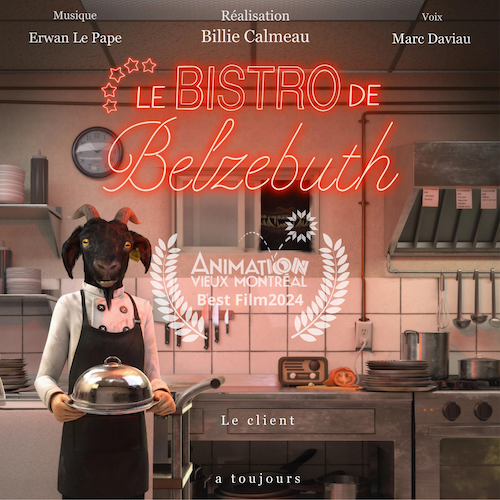 Musique
Erwan Le Pape
Réalisation
Billie Calmeau
Voix
Marc Daviau
LE BISTRO DE
Belzebuth
ANIMATION
VIEUX MONTRÉAL
Best Film2024
Le client
a toujours